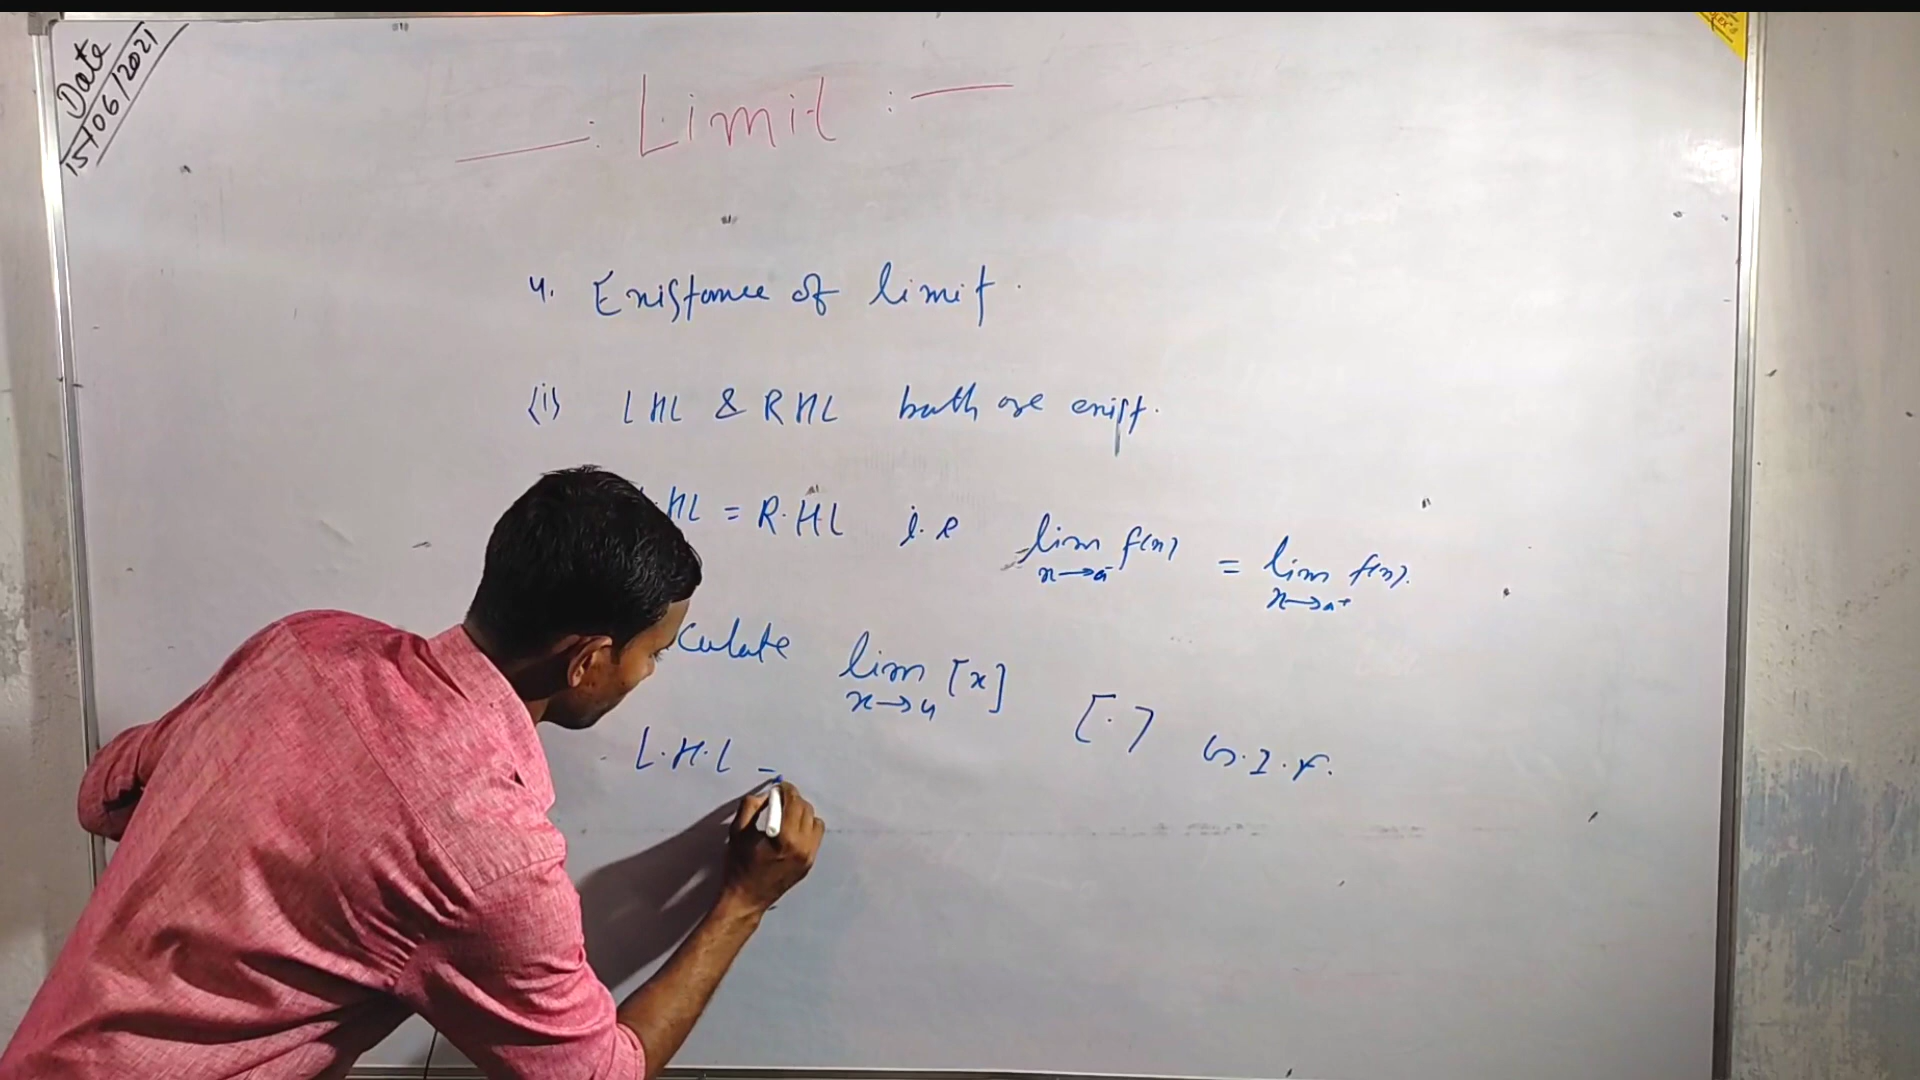 Date
15/06/2021
: Limit :
4. Existance of limit.
(i) LHL & RHL both are exist.
HL = R.HL i.e lim x→a⁻ f(x) = lim x→a⁺ f(x).
culate lim x→4 [x] [.] G.I.F.
L.H.L =